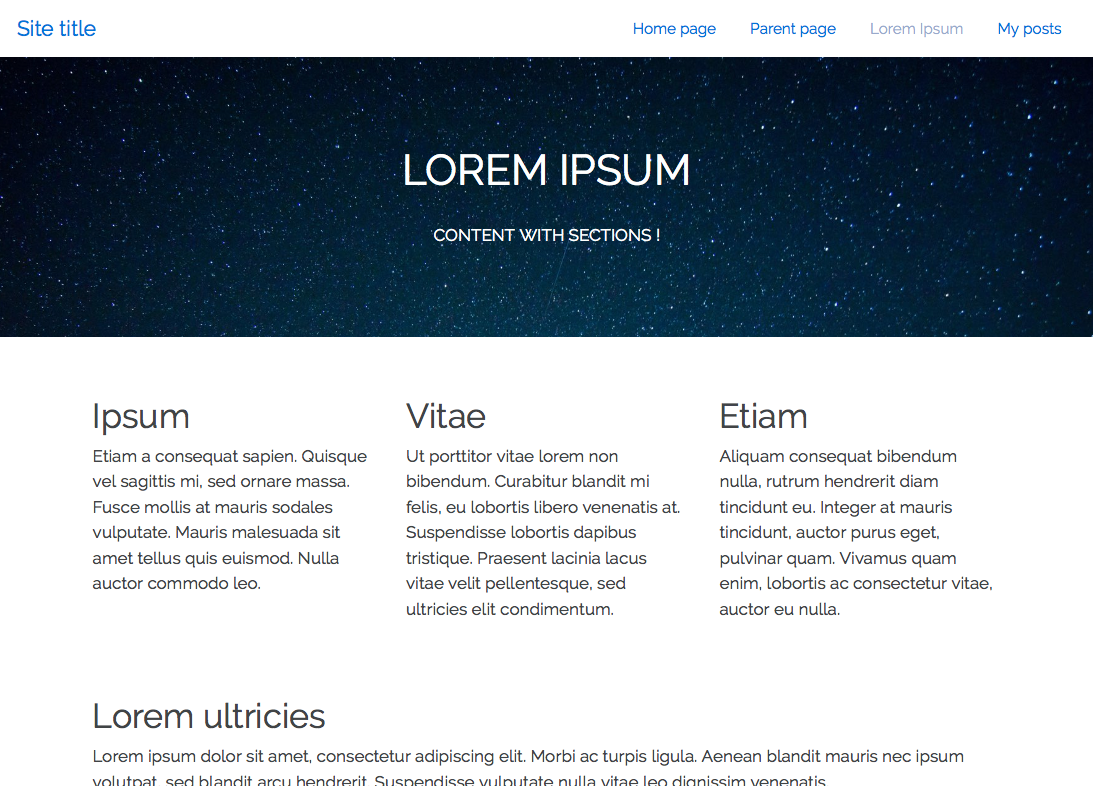 Site title
Home page Parent page Lorem Ipsum My posts
LOREM IPSUM
CONTENT WITH SECTIONS !
Ipsum
Etiam a consequat sapien. Quisque
vel sagittis mi, sed ornare massa.
Fusce mollis at mauris sodales
vulputate. Mauris malesuada sit
amet tellus quis euismod. Nulla
auctor commodo leo.
Vitae
Ut porttitor vitae lorem non
bibendum. Curabitur blandit mi
felis, eu lobortis libero venenatis at.
Suspendisse lobortis dapibus
tristique. Praesent lacinia lacus
vitae velit pellentesque, sed
ultricies elit condimentum.
Etiam
Aliquam consequat bibendum
nulla, rutrum hendrerit diam
tincidunt eu. Integer at mauris
tincidunt, auctor purus eget,
pulvinar quam. Vivamus quam
enim, lobortis ac consectetur vitae,
auctor eu nulla.
Lorem ultricies
Lorem ipsum dolor sit amet, consectetur adipiscing elit. Morbi ac turpis ligula. Aenean blandit mauris nec ipsum
volutpat, sed blandit arcu hendrerit. Suspendisse vulputate nulla vitae leo dignissim venenatis.